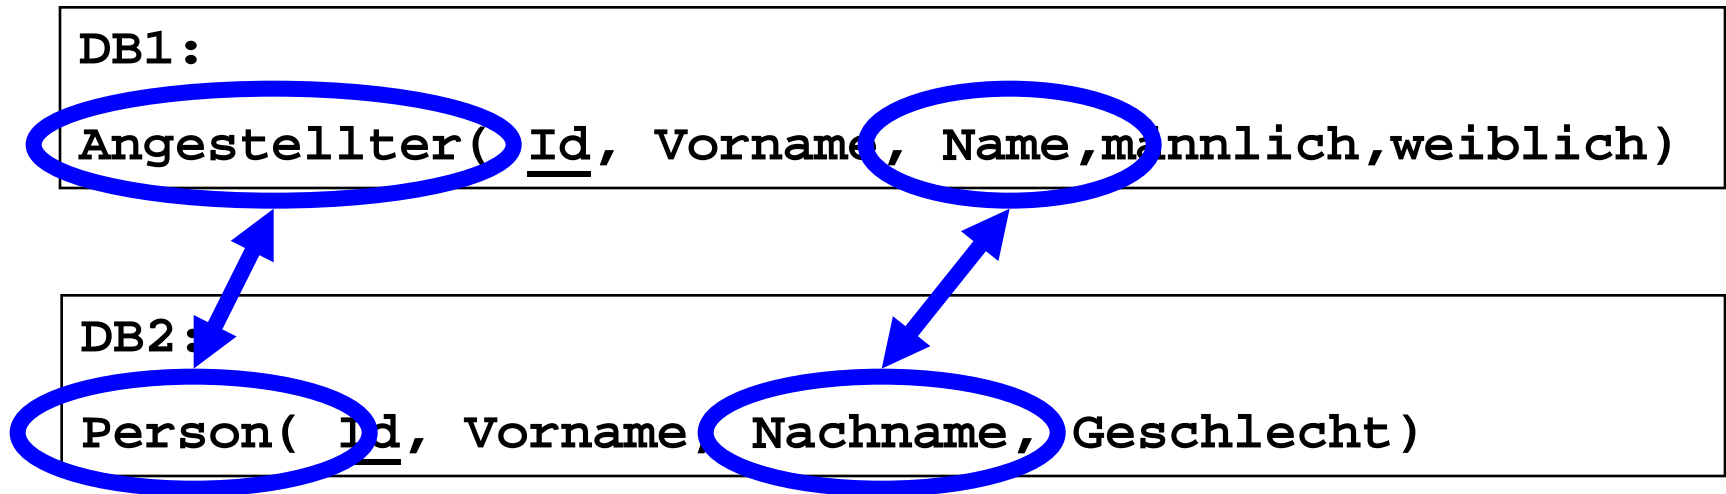 DB1:
Angestellter( Id, Vorname, Name,männlich,weiblich)
DB2:
Person( Id, Vorname, Nachname, Geschlecht)